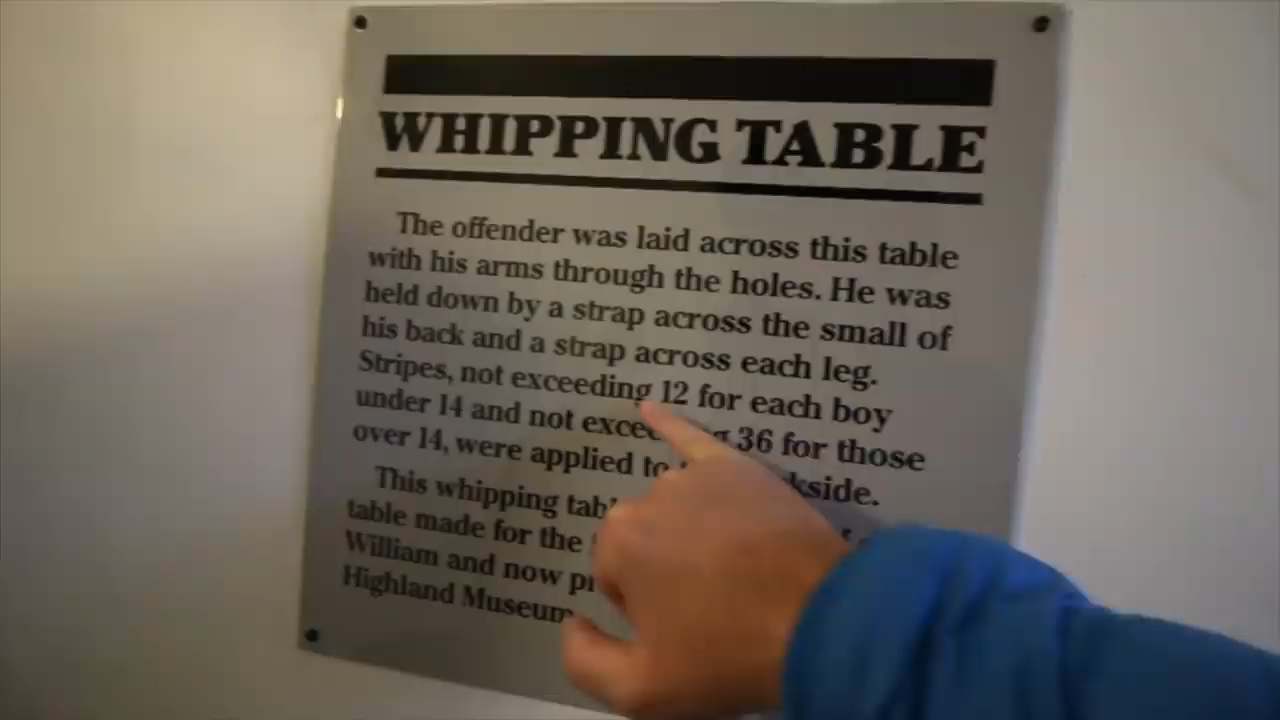 WHIPPING TABLE
The offender was laid across this table
with his arms through the holes. He was
held down by a strap across the small of
his back and a strap across each leg.
Stripes, not exceeding 12 for each boy
under 14 and not 36 for those
over 14, were applied
This whipping
table made for the
William and now
Highland Museum